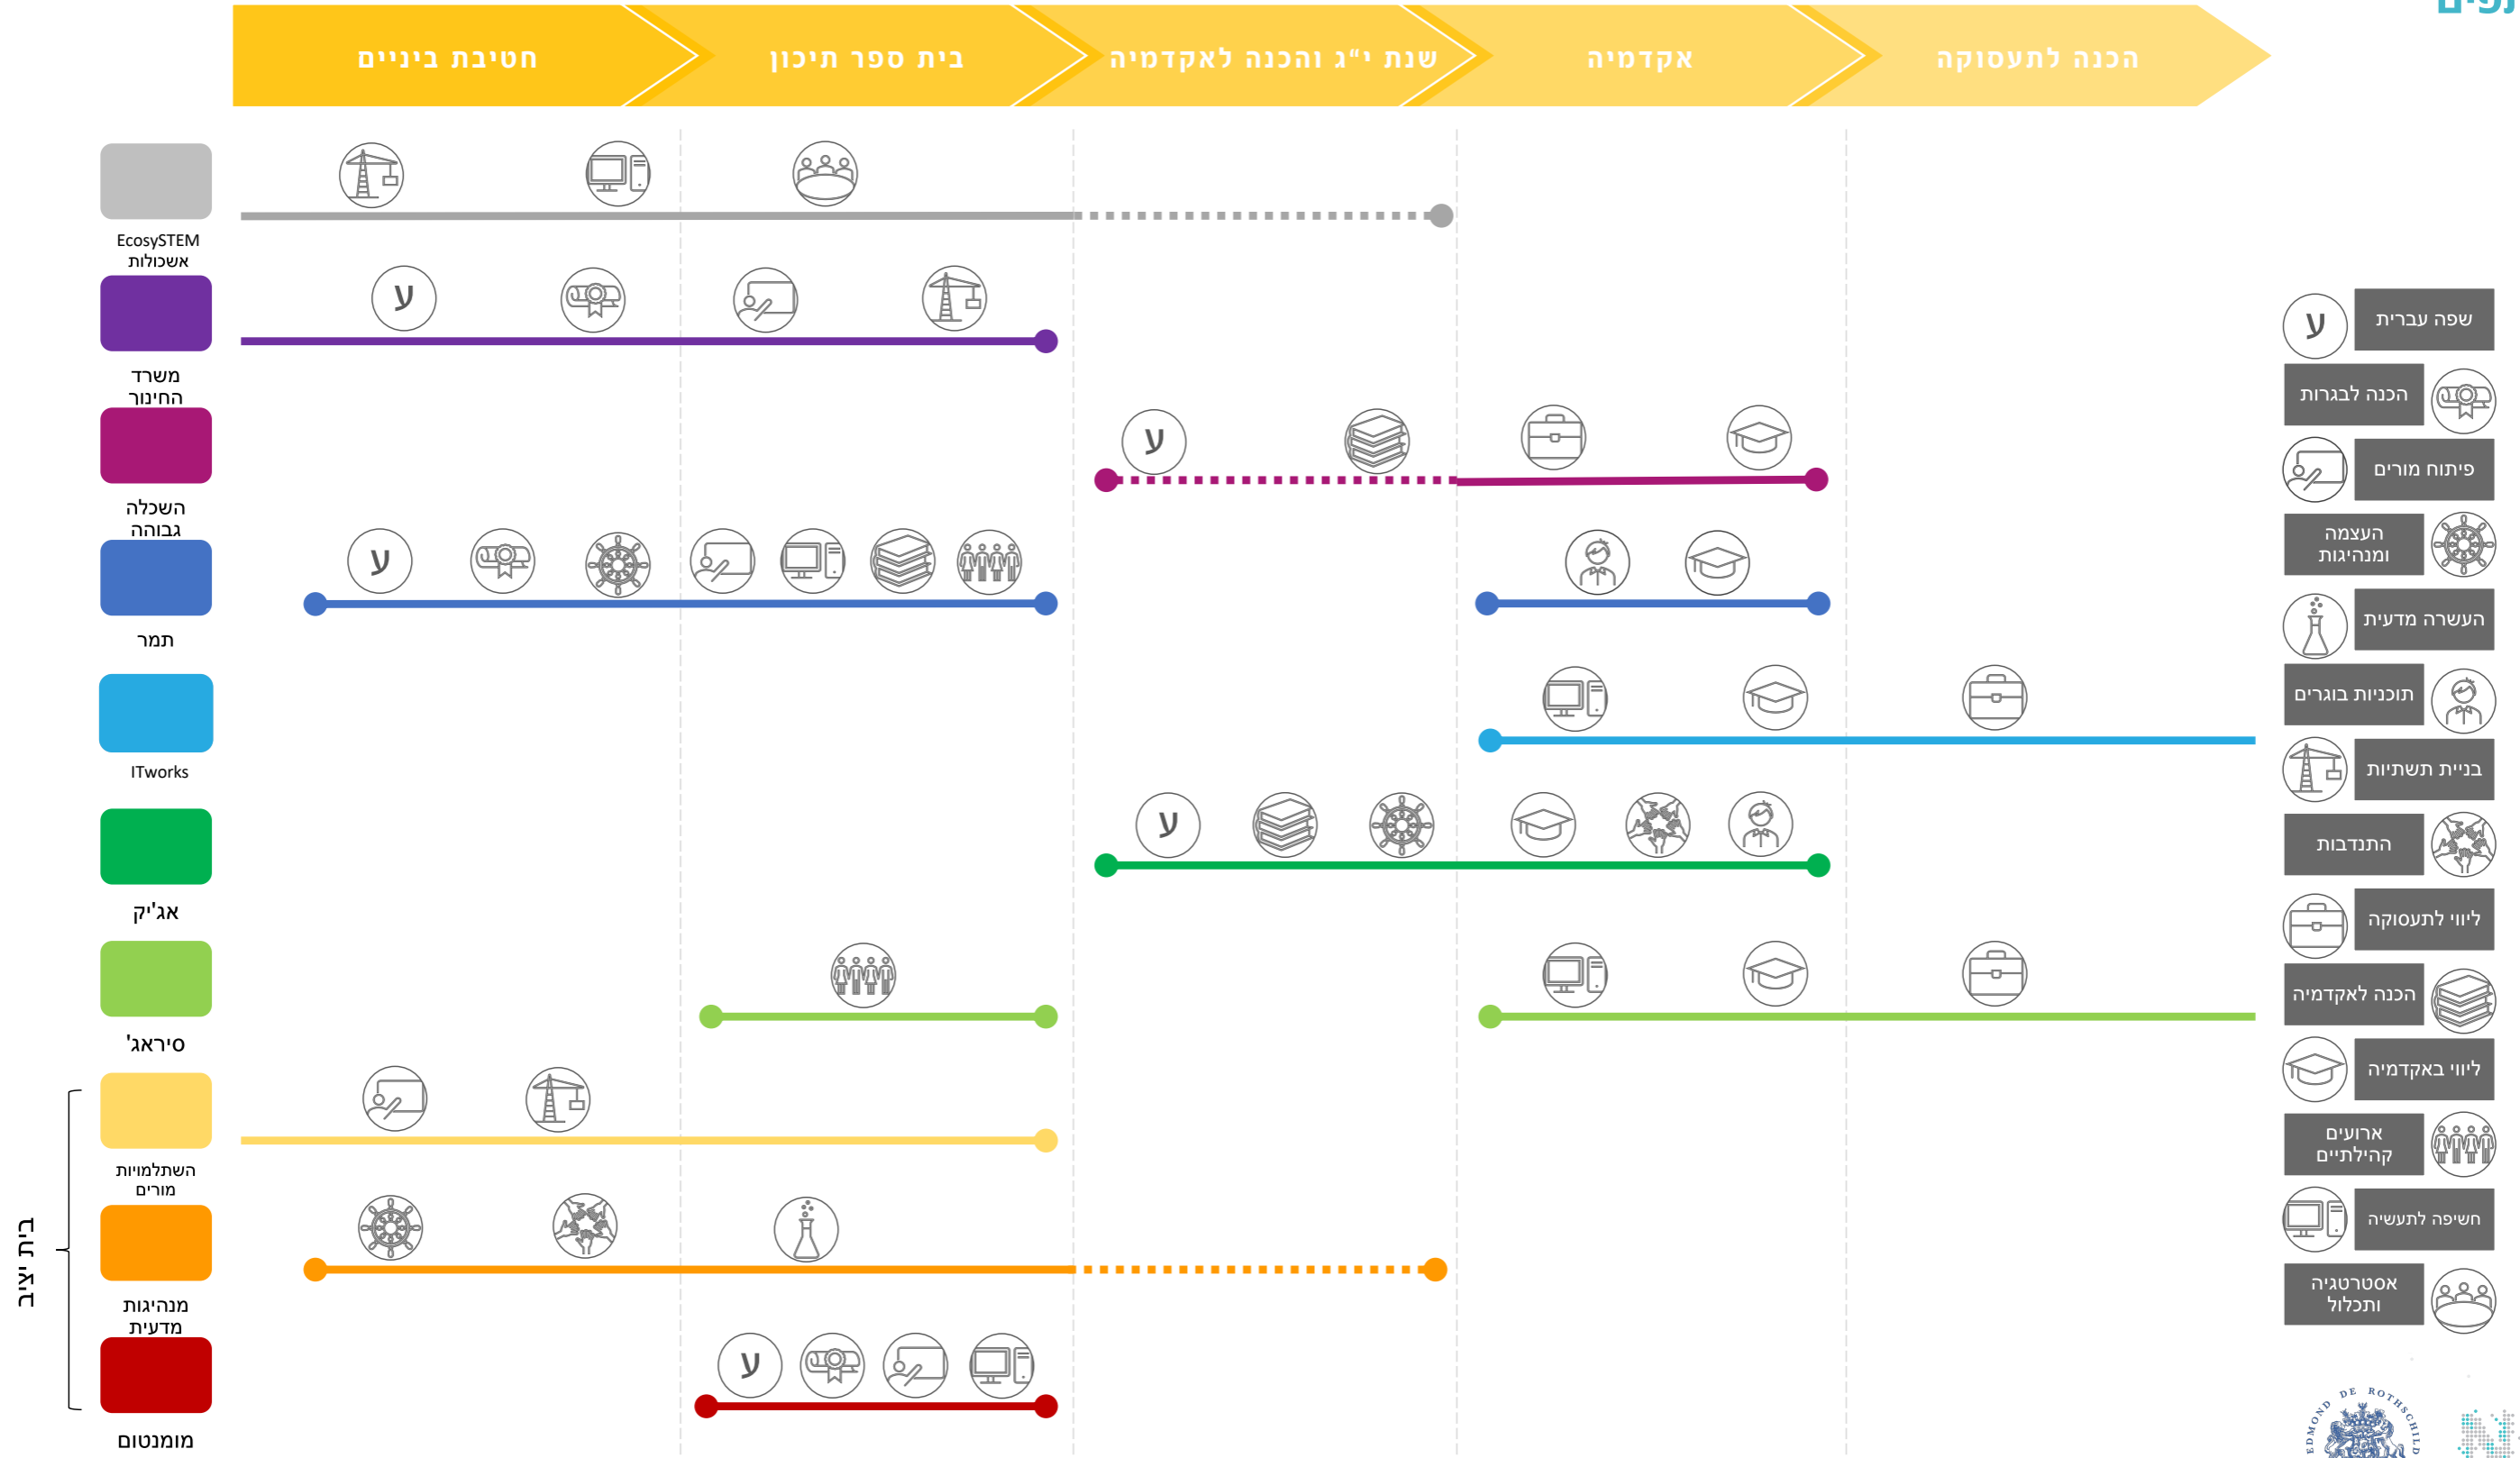 חטיבת ביניים
בית ספר תיכון
שנת י״ג והכנה לאקדמיה
אקדמיה
הכנה לתעסוקה
EcosySTEM
אשכולות
ע
משרד
החינוך
ע
השכלה
גבוהה
ע
תמר
ITworks
ע
אג'יק
סיראג'
השתלמויות
מורים
מנהיגות
מדעית
ע
מומנטום
בית יציב
ע
שפה עברית
הכנה לבגרות
פיתוח מורים
העצמה
ומנהיגות
העשרה מדעית
תוכניות בוגרים
בניית תשתיות
התנדבות
ליווי לתעסוקה
הכנה לאקדמיה
ליווי באקדמיה
ארועים
קהילתיים
חשיפה לתעשיה
אסטרטגיה
ותכלול
EDMOND DE ROTHSCHILD